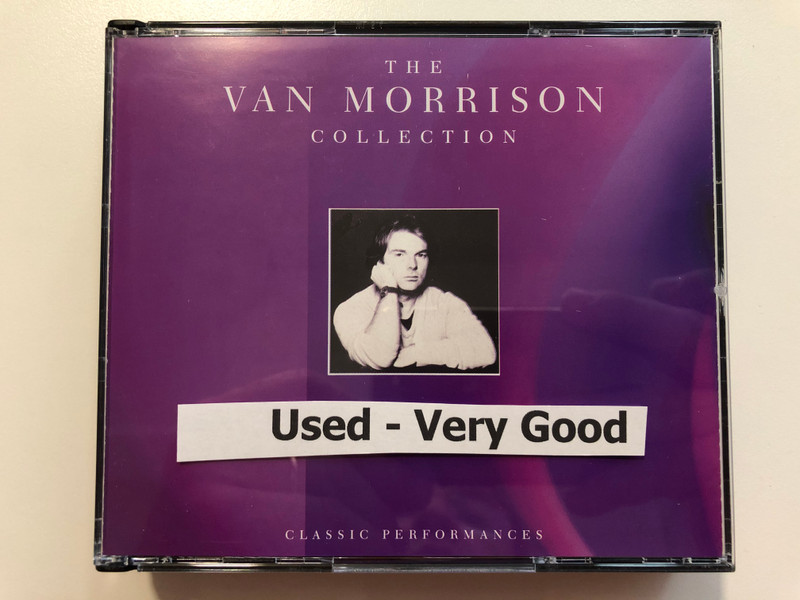 THE
VAN MORRISON
COLLECTION
Used - Very Good
CLASSIC PERFORMANCES